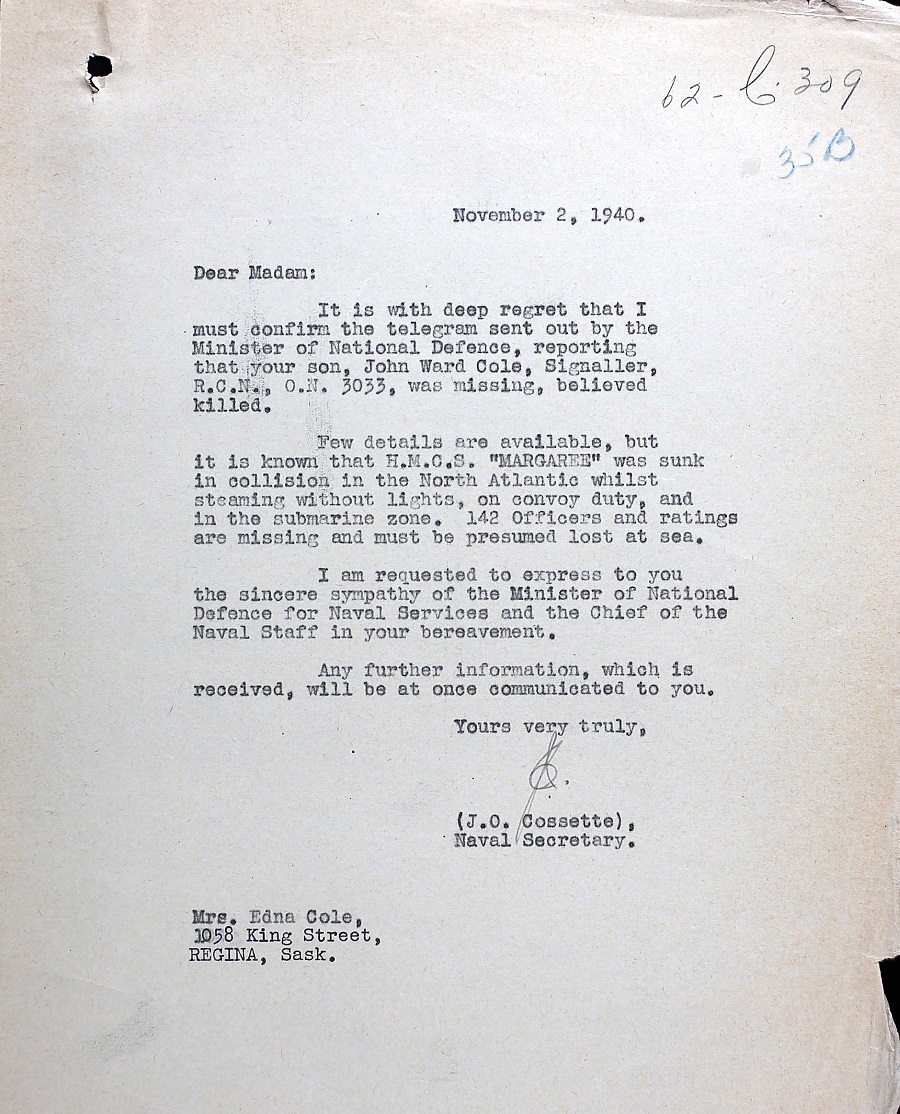 62-C. 309
35B
November 2, 1940.
Dear Madam:
It is with deep regret that I
must confirm the telegram sent out by the
Minister of National Defence, reporting
that your son, John Ward Cole, Signaller,
R.C.N., O.N. 3033, was missing, believed
killed.
Few details are available, but
it is known that H.M.C.S. "MARGAREE" was sunk
in collision in the North Atlantic whilst
steaming without lights, on convoy duty, and
in the submarine zone. 142 Officers and ratings
are missing and must be presumed lost at sea.
I am requested to express to you
the sincere sympathy of the Minister of National
Defence for Naval Services and the Chief of the
Naval Staff in your bereavement.
Any further information, which is
received, will be at once communicated to you.
Yours very truly,
(J.O. Cossette),
Naval Secretary.
Mrs. Edna Cole,
1058 King Street,
REGINA, Sask.